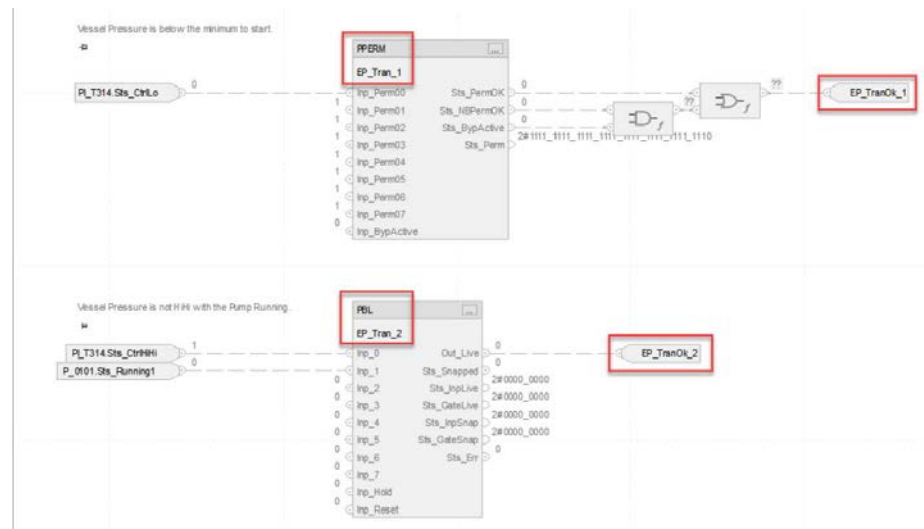 Vessel Pressure is below the minimum to start.
PPERM
...
EP_Tran_1
PI_T314.Sts_CtrlLo
0
Inp_Perm00
Sts_PermOK
0
??
EP_TranOk_1
1
Inp_Perm01
Sts_NBPermOK
0
??
1
Inp_Perm02
Sts_BypActive
0
1
Inp_Perm03
Sts_Perm
2#1111_1111_1111_1111_1111_1111_1111_1110
1
Inp_Perm04
1
Inp_Perm05
1
Inp_Perm06
1
Inp_Perm07
0
Inp_BypActive
Vessel Pressure is not HiHi with the Pump Running.
PBL
...
EP_Tran_2
PI_T314.Sts_CtrlHiHi
1
Inp_0
Out_Live
0
EP_TranOk_2
P_0101.Sts_Running1
0
Inp_1
Sts_Snapped
0
0
Inp_2
Sts_InpLive
2#0000_0000
0
Inp_3
Sts_GateLive
2#0000_0000
0
Inp_4
Sts_InpSnap
2#0000_0000
0
Inp_5
Sts_GateSnap
2#0000_0000
0
Inp_6
Sts_Err
0
0
Inp_7
0
Inp_Hold
0
Inp_Reset